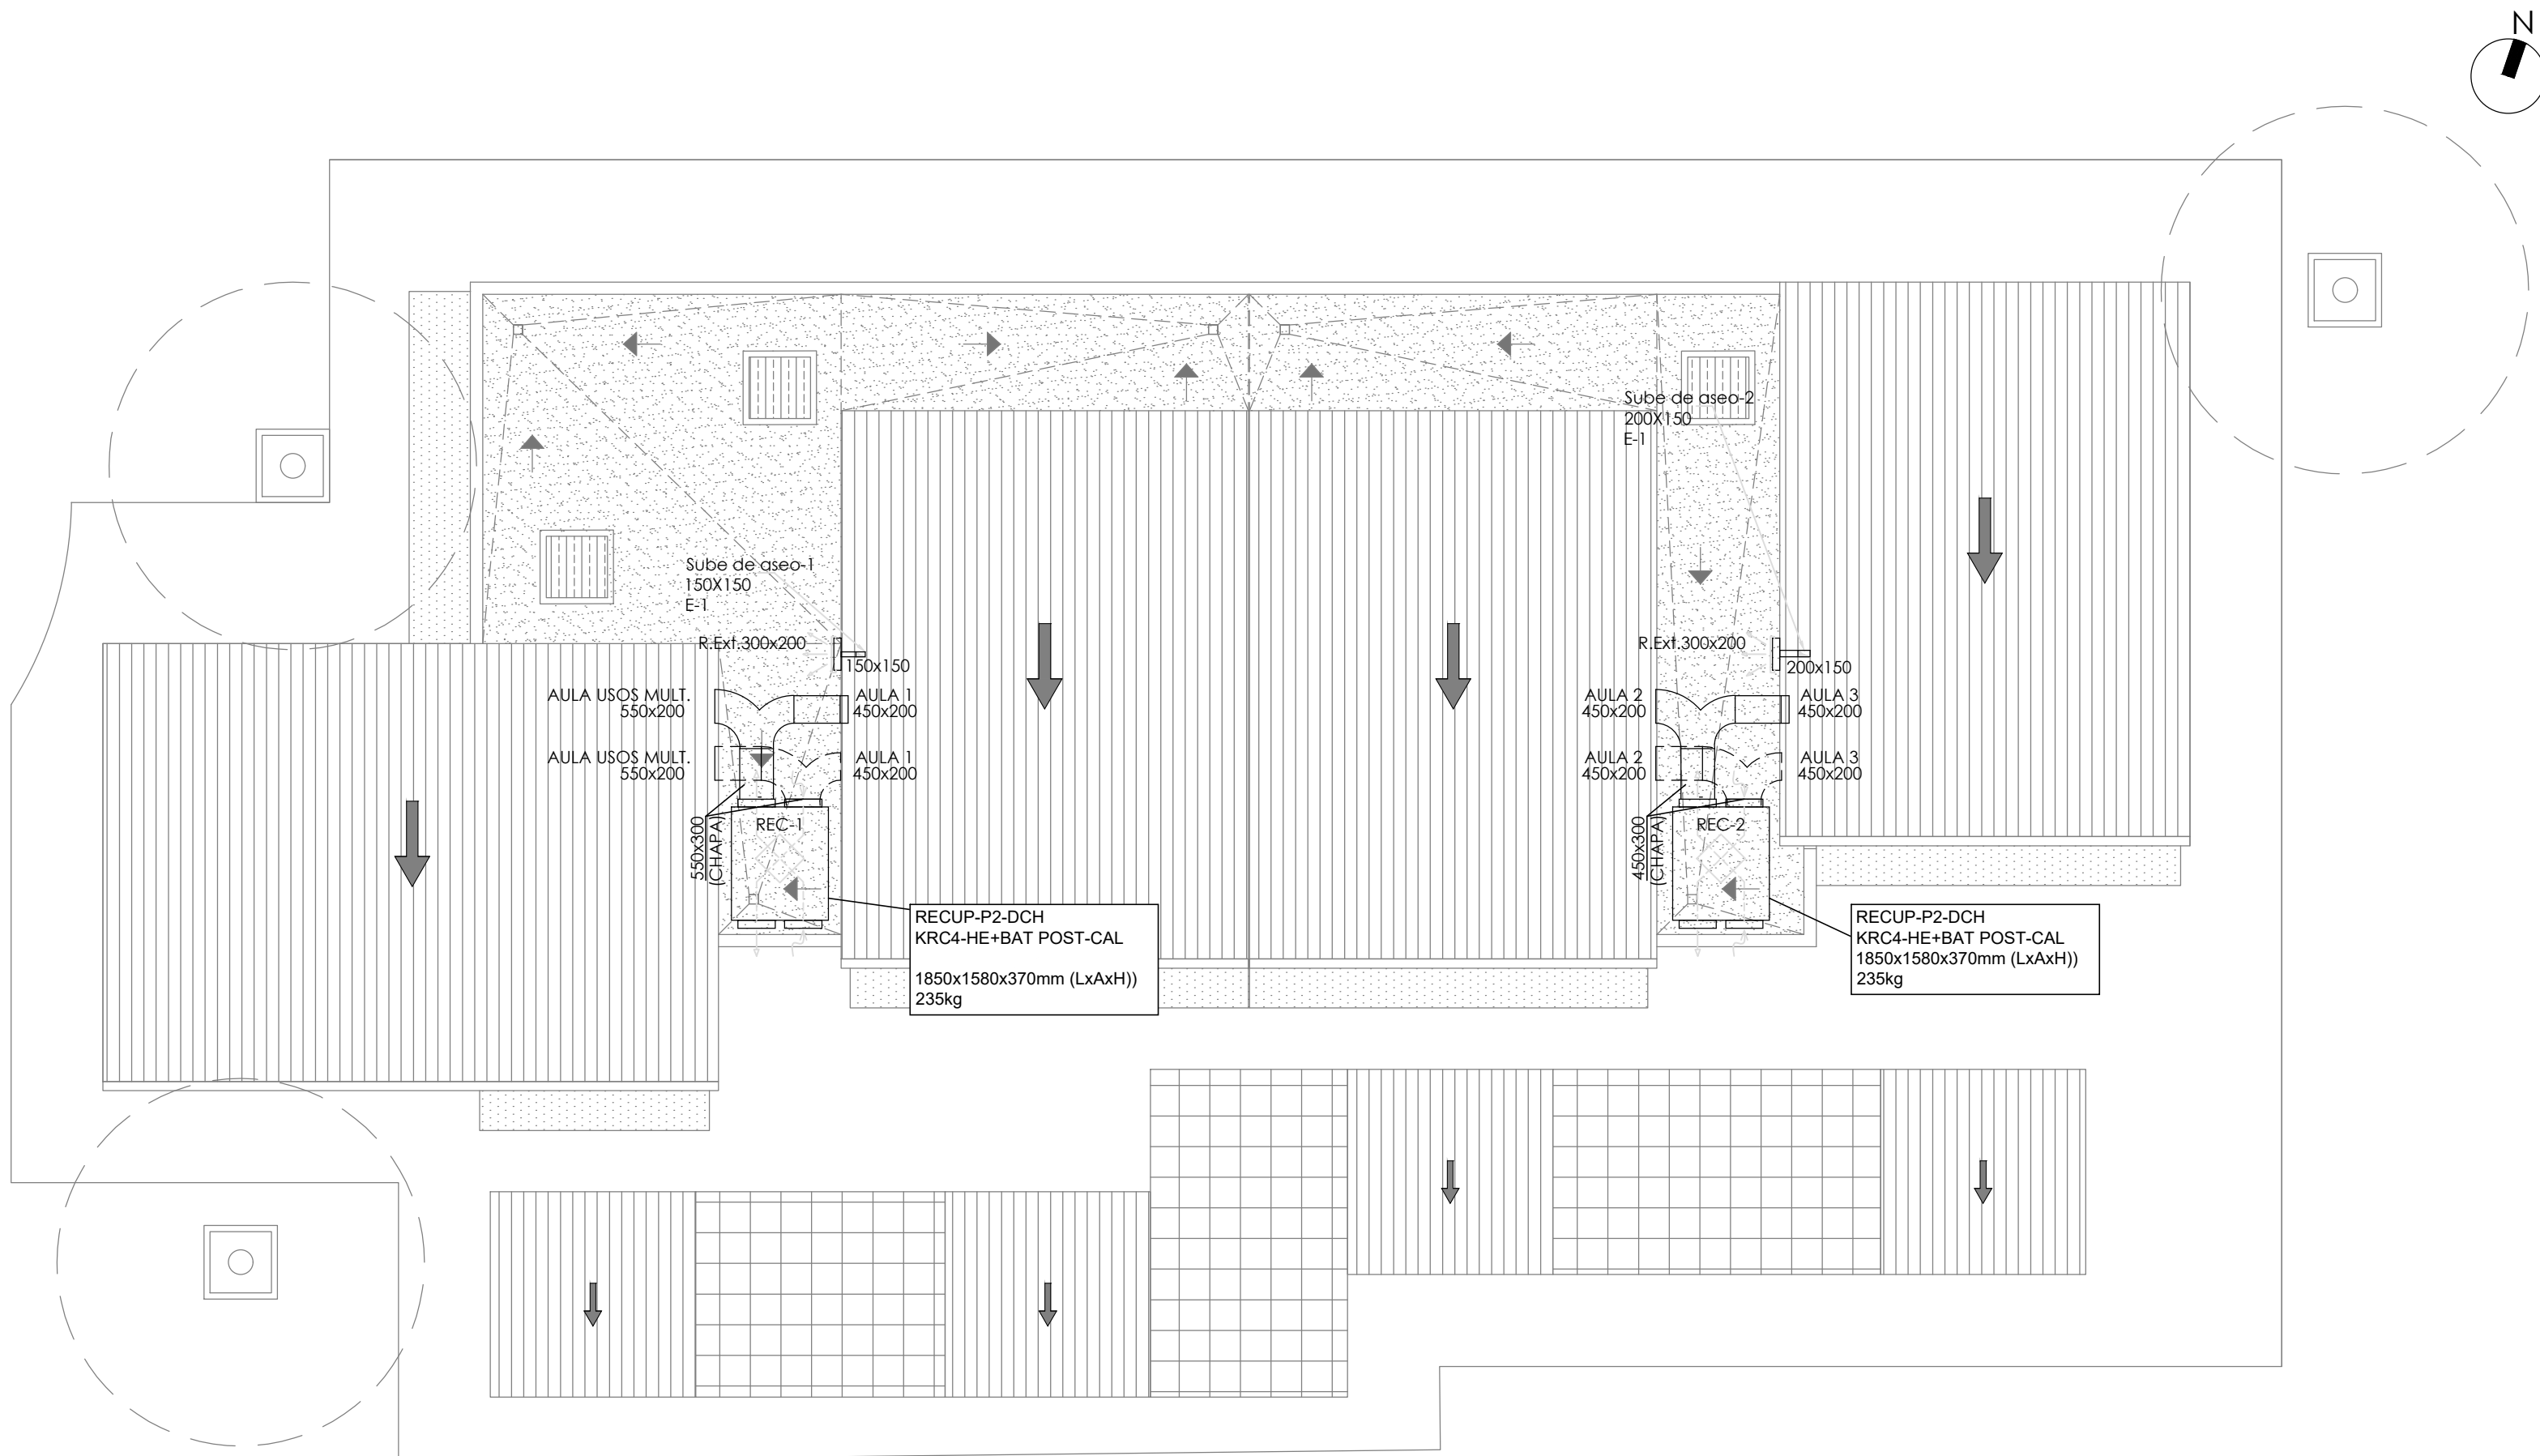 N
Sube de aseo-2
200X150
E-1
Sube de aseo-1
150X150
E-1
R.Ext.300x200
150x150
R.Ext.300x200
200x150
AULA USOS MULT.
550x200
AULA 1
450x200
AULA 2
450x200
AULA 3
450x200
AULA USOS MULT.
550x200
AULA 1
450x200
AULA 2
450x200
AULA 3
450x200
550x300
(CHAPA)
REC-1
450x300
(CHAPA)
REC-2
RECUP-P2-DCH
KRC4-HE+BAT POST-CAL
1850x1580x370mm (LxAxH))
235kg
RECUP-P2-DCH
KRC4-HE+BAT POST-CAL
1850x1580x370mm (LxAxH))
235kg